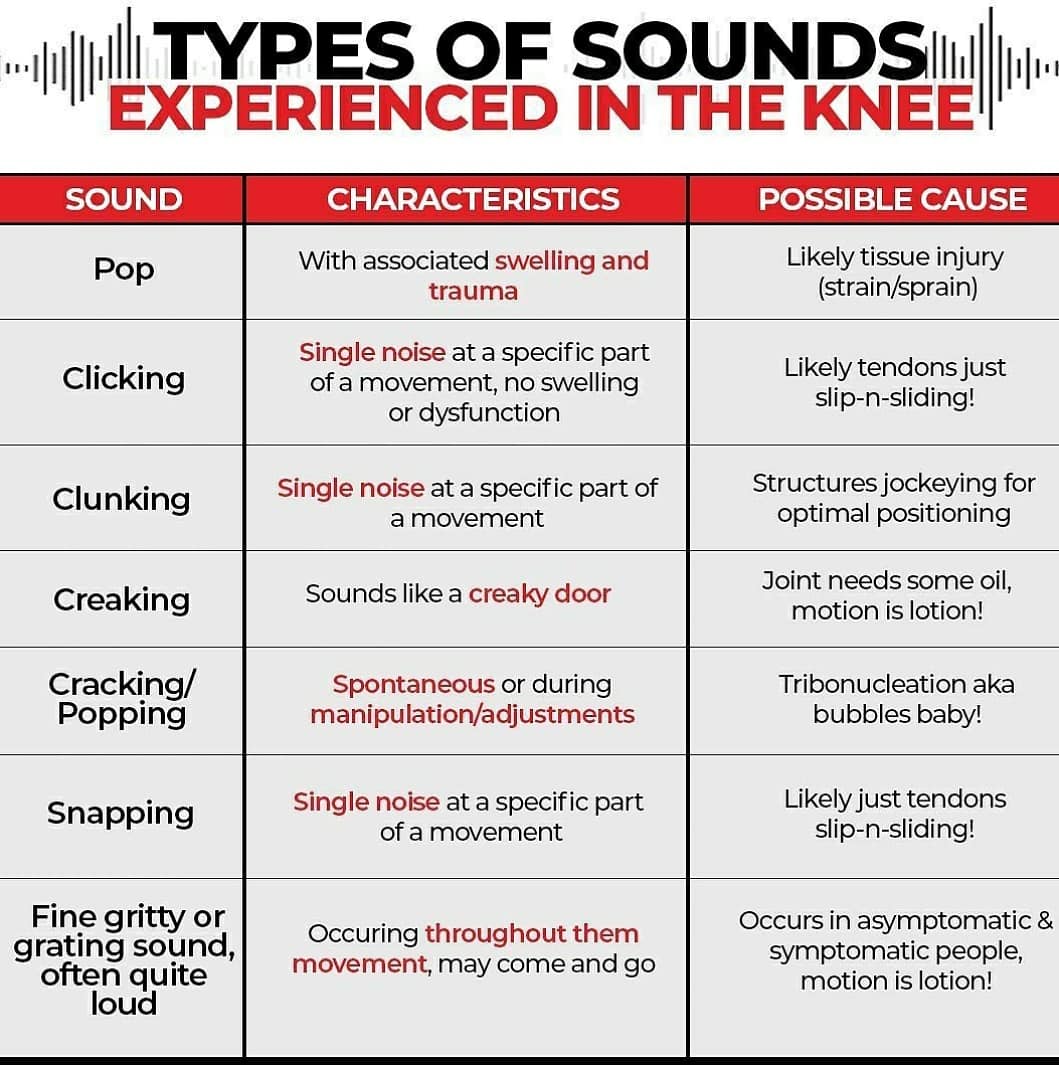 TYPES OF SOUNDS
EXPERIENCED IN THE KNEE
SOUND
CHARACTERISTICS
POSSIBLE CAUSE
Pop
With associated swelling and
trauma
Likely tissue injury
(strain/sprain)
Clicking
Single noise at a specific part
of a movement, no swelling
or dysfunction
Likely tendons just
slip-n-sliding!
Clunking
Single noise at a specific part of
a movement
Structures jockeying for
optimal positioning
Creaking
Sounds like a creaky door
Joint needs some oil,
motion is lotion!
Cracking/
Popping
Spontaneous or during
manipulation/adjustments
Tribonucleation aka
bubbles baby!
Snapping
Single noise at a specific part
of a movement
Likely just tendons
slip-n-sliding!
Fine gritty or
grating sound,
often quite
loud
Occuring throughout them
movement, may come and go
Occurs in asymptomatic &
symptomatic people,
motion is lotion!